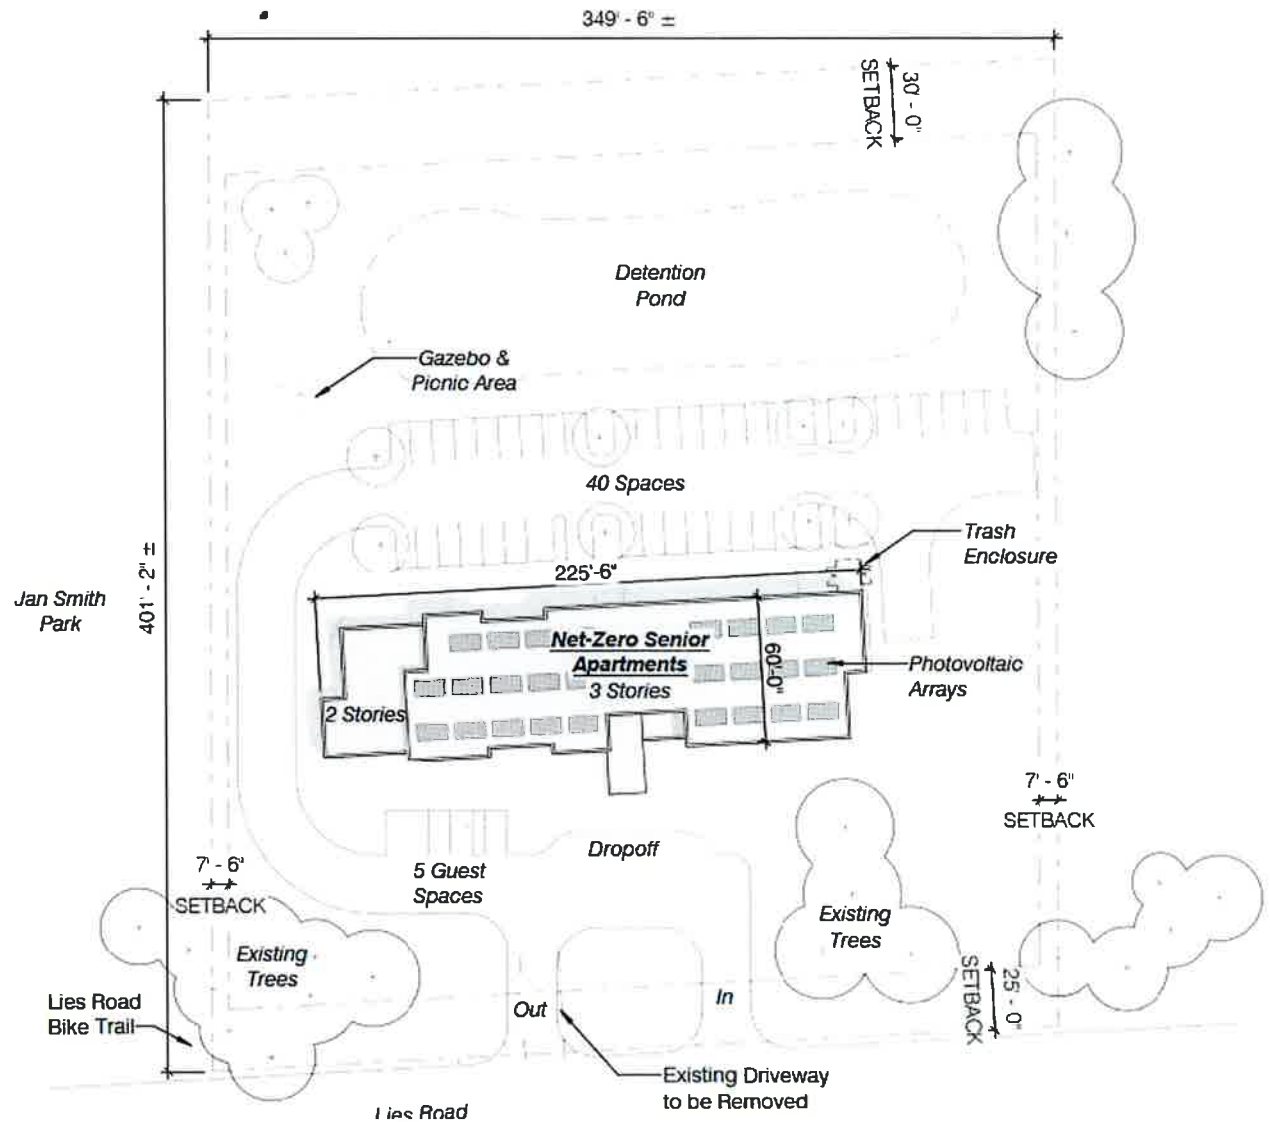 349' - 6" ±
SETBACK
30' - 0"
Detention
Pond
Gazebo &
Picnic Area
40 Spaces
Trash
Enclosure
225'-6"
401' - 2" ±
Jan Smith
Park
Net-Zero Senior
Apartments
3 Stories
60'-0"
2 Stories
Photovoltaic
Arrays
7' - 6"
SETBACK
Dropoff
5 Guest
Spaces
7' - 6"
SETBACK
Existing
Trees
Existing
Trees
SETBACK
25' - 0"
Lies Road
Bike Trail
Out
In
Existing Driveway
to be Removed
Lies Road